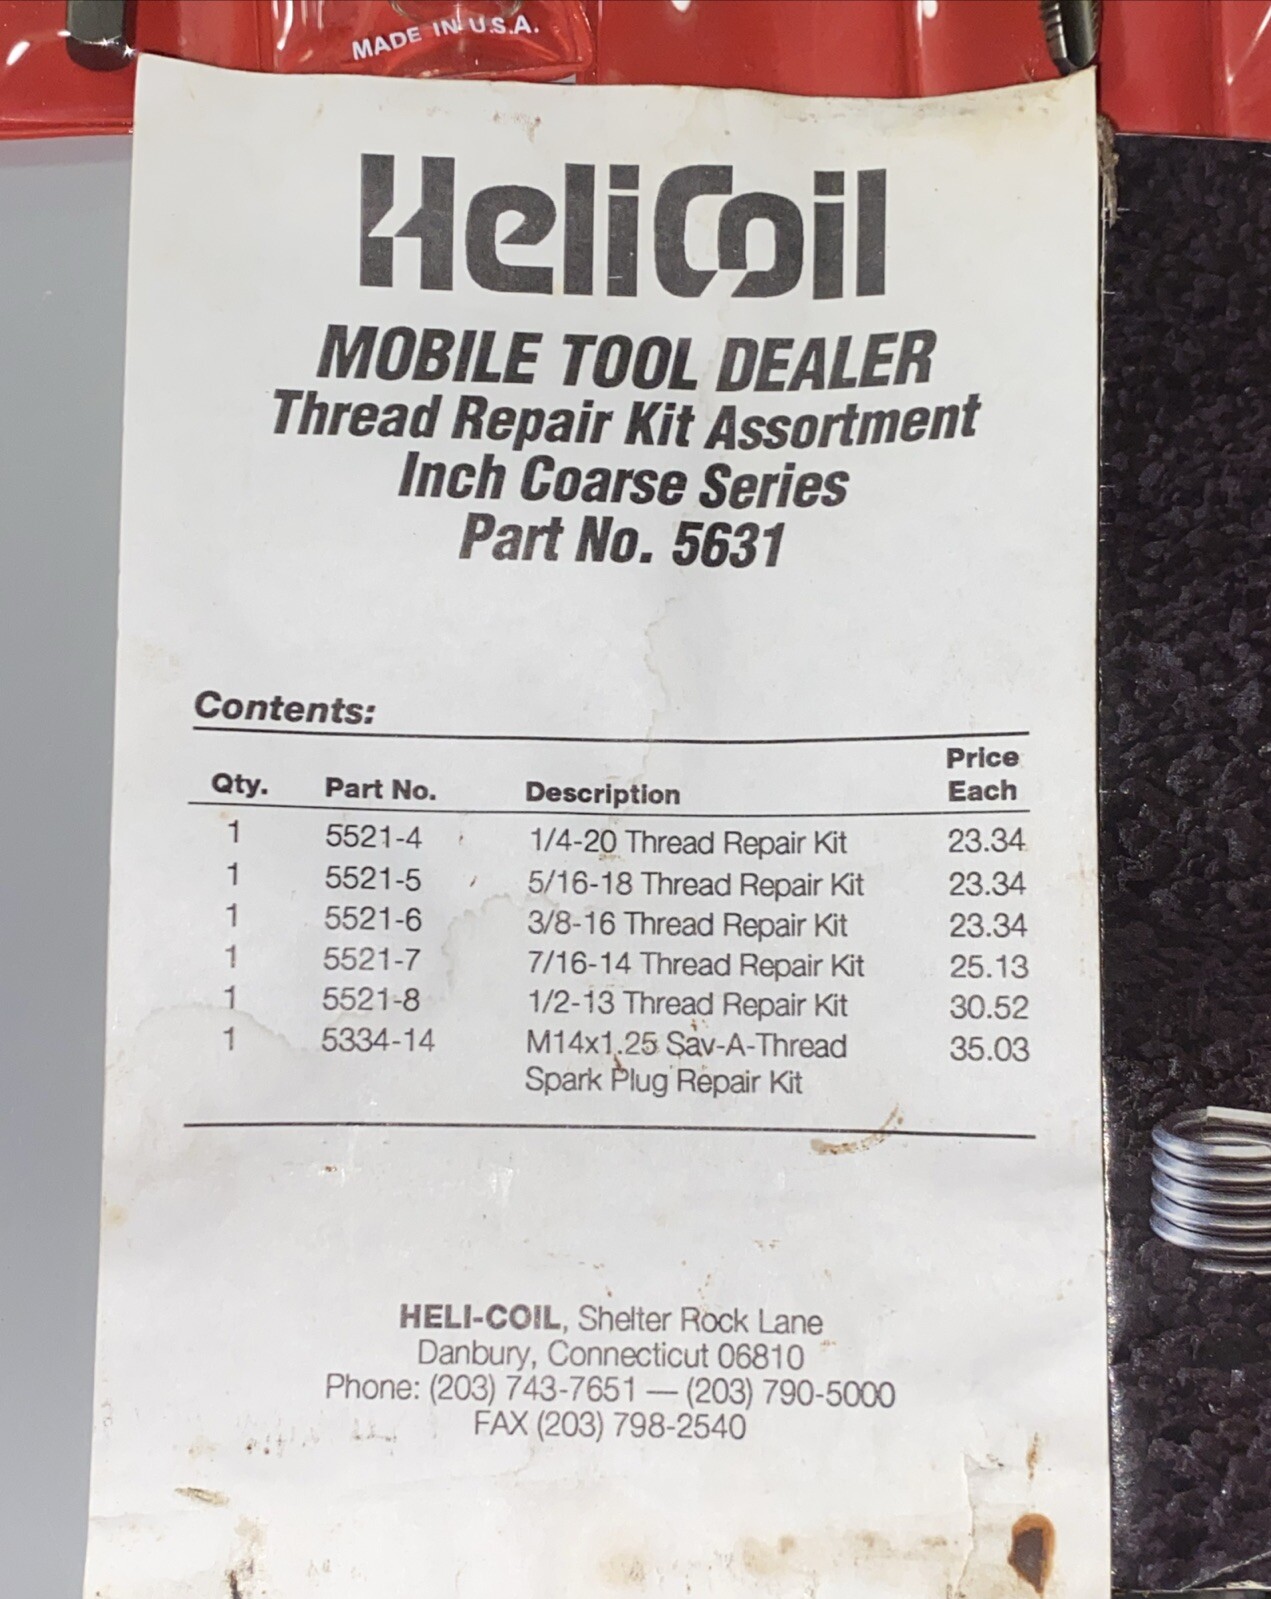 MADE IN U.S.A.
HeliCoil
MOBILE TOOL DEALER
Thread Repair Kit Assortment
Inch Coarse Series
Part No. 5631
Contents:
Qty. Part No. Description Price Each
1 5521-4 1/4-20 Thread Repair Kit 23.34
1 5521-5 5/16-18 Thread Repair Kit 23.34
1 5521-6 3/8-16 Thread Repair Kit 23.34
1 5521-7 7/16-14 Thread Repair Kit 25.13
1 5521-8 1/2-13 Thread Repair Kit 30.52
1 5334-14 M14x1.25 Sav-A-Thread 35.03
Spark Plug Repair Kit
HELI-COIL, Shelter Rock Lane
Danbury, Connecticut 06810
Phone: (203) 743-7651 — (203) 790-5000
FAX (203) 798-2540